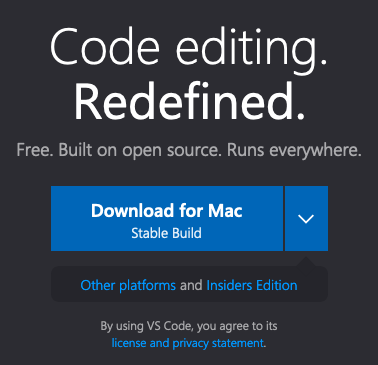 Code editing.
Redefined.
Free. Built on open source. Runs everywhere.
Download for Mac
Stable Build
Other platforms and Insiders Edition
By using VS Code, you agree to its
license and privacy statement.